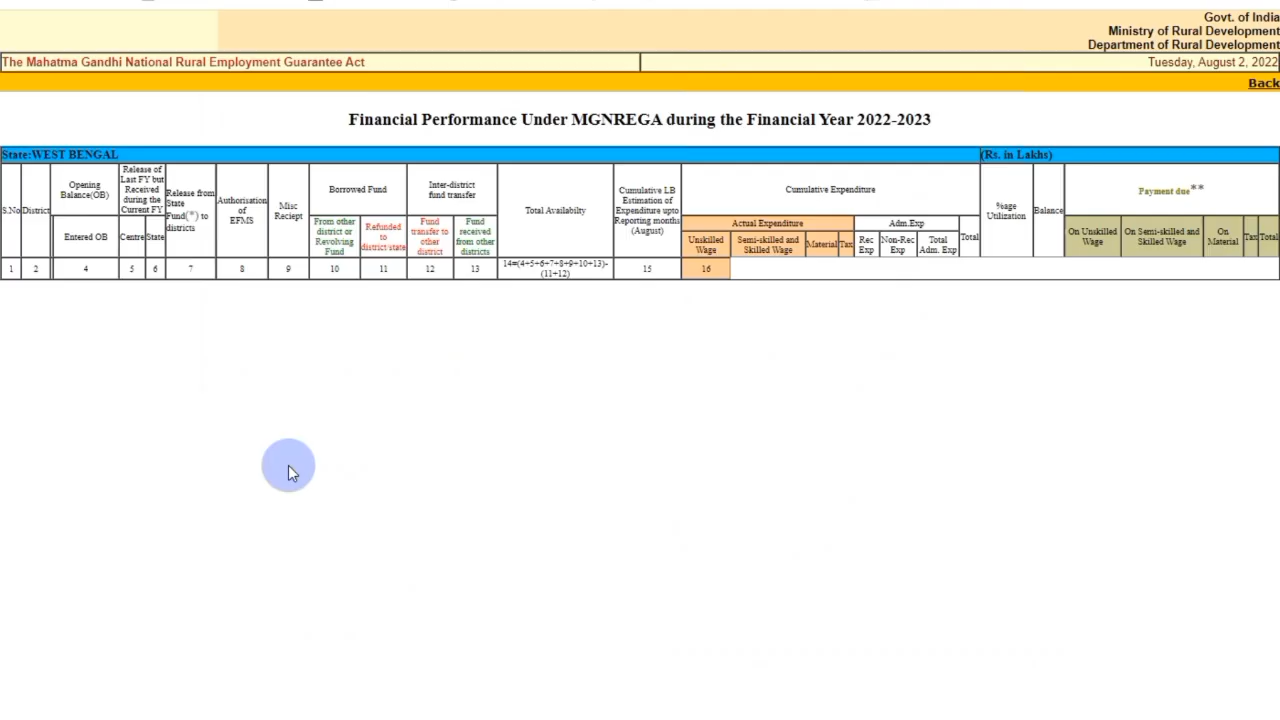 Govt. of India
Ministry of Rural Development
Department of Rural Development
The Mahatma Gandhi National Rural Employment Guarantee Act
Tuesday, August 2, 2022
Back
Financial Performance Under MGNREGA during the Financial Year 2022-2023
State:WEST BENGAL
(Rs. in Lakhs)
S.No
District
Opening
Balance(OB)
Entered OB
Release of
Last FY but
Received
during the
Current FY
Centre
State
Release from
State
Fund(*) to
districts
Authorisation
of
EFMS
Misc
Reciept
Borrowed Fund
From other
district or
Revolving
Fund
Refunded
to
district/state
Inter-district
fund transfer
Fund
transfer to
other
district
Fund
received
from other
districts
Total Availabilty
Cumulative LB
Estimation of
Expenditure upto
Reporting months
(August)
Cumulative Expenditure
Actual Expenditure
Unskilled
Wage
Semi-skilled and
Skilled Wage
Material
Tax
Adm.Exp
Rec
Exp
Non-Rec
Exp
Total
Adm. Exp
Total
%age
Utilization
Balance
Payment due**
On Unskilled
Wage
On Semi-skilled and
Skilled Wage
On
Material
Tax
Total
1 2 4 5 6 7 8 9 10 11 12 13 14=(4+5+6+7+8+9+10+13)-
(11+12) 15 16